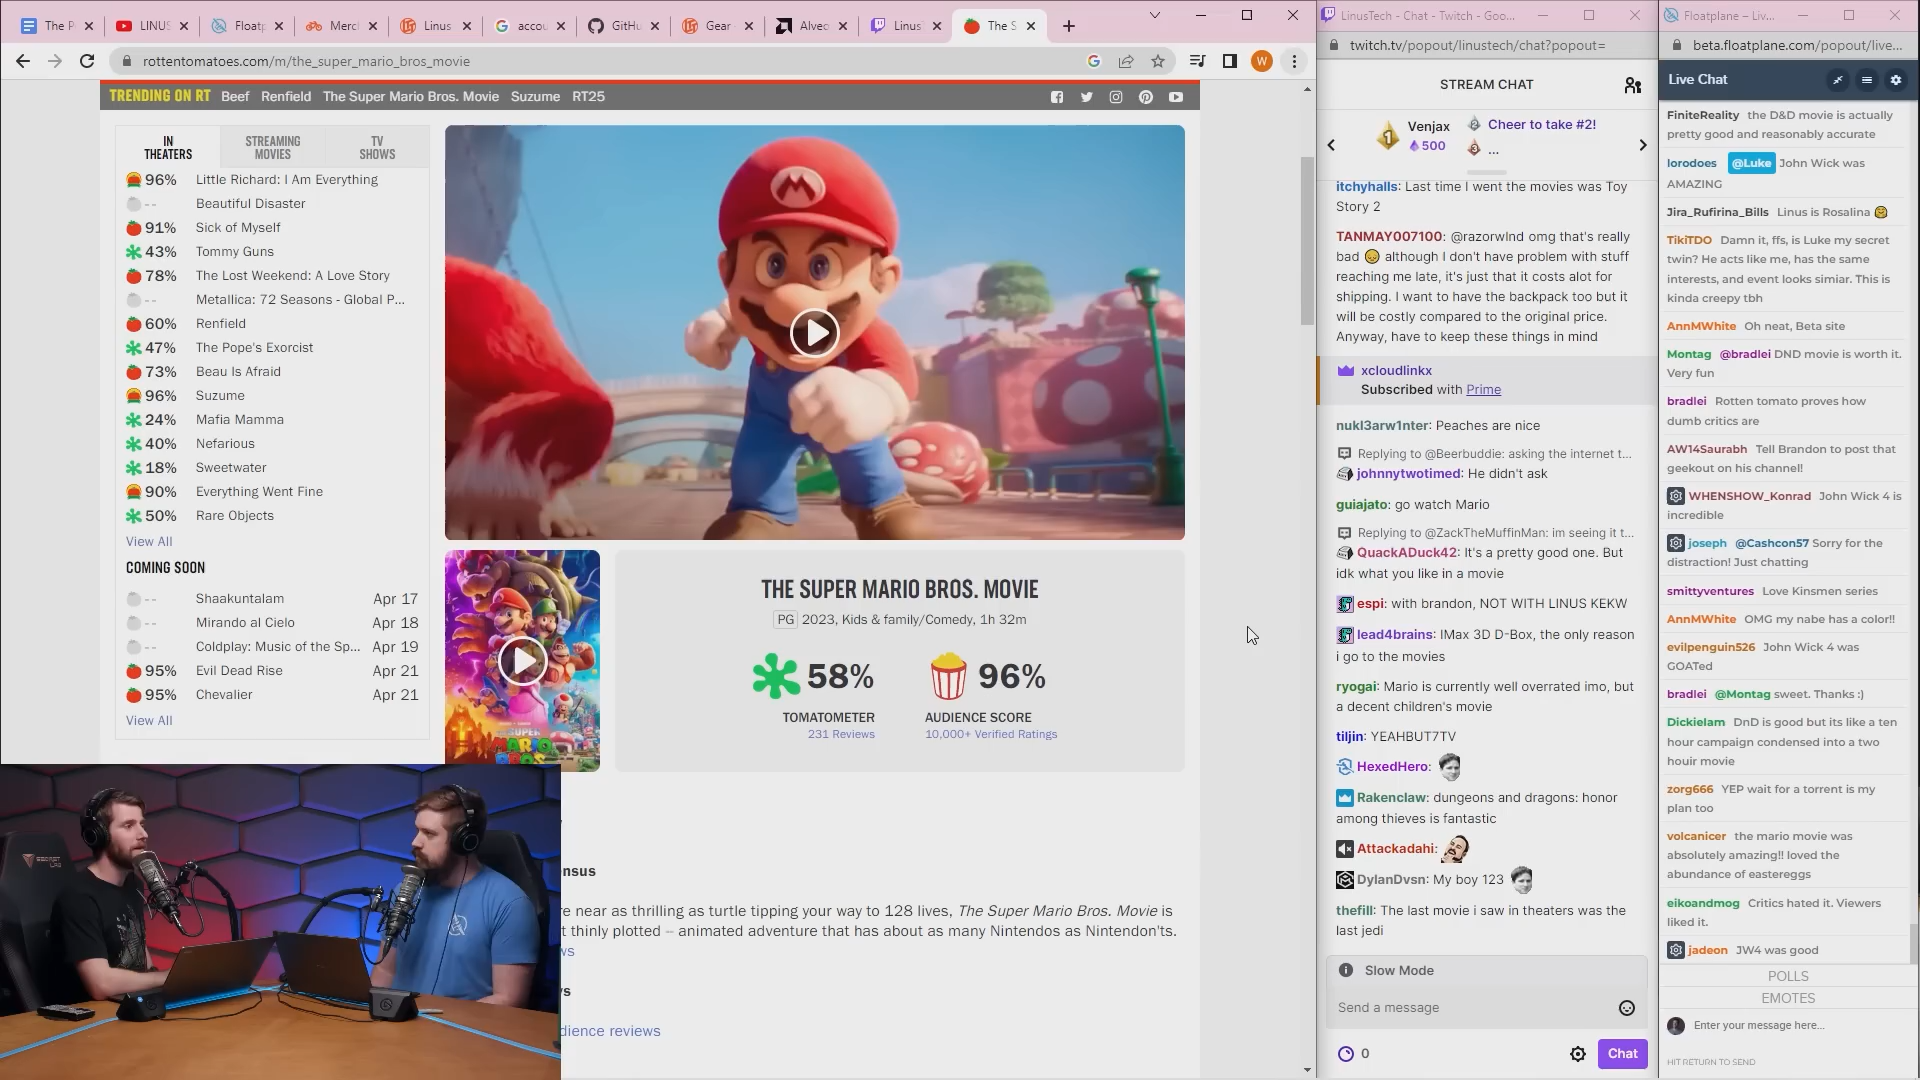 The P
LINUS
Floatp
Merch
Linus
accou
GitHu
Gear
Alveo
Linus
The S
rottentomatoes.com/m/the_super_mario_bros_movie
W
TRENDING ON RT Beef Renfield The Super Mario Bros. Movie Suzume RT25
IN THEATERS
STREAMING MOVIES
TV SHOWS
96% Little Richard: I Am Everything
-- Beautiful Disaster
91% Sick of Myself
43% Tommy Guns
78% The Lost Weekend: A Love Story
-- Metallica: 72 Seasons - Global P...
60% Renfield
47% The Pope's Exorcist
73% Beau Is Afraid
96% Suzume
24% Mafia Mamma
40% Nefarious
18% Sweetwater
90% Everything Went Fine
50% Rare Objects
View All
COMING SOON
-- Shaakuntalam Apr 17
-- Mirando al Cielo Apr 18
-- Coldplay: Music of the Sp... Apr 19
95% Evil Dead Rise Apr 21
95% Chevalier Apr 21
View All
THE SUPER MARIO BROS. MOVIE
PG 2023, Kids & family/Comedy, 1h 32m
58%
TOMATOMETER
231 Reviews
96%
AUDIENCE SCORE
10,000+ Verified Ratings
SUPER
MARIO
BROS
ensus
re near as thrilling as turtle tipping your way to 128 lives, The Super Mario Bros. Movie is
t thinly plotted -- animated adventure that has about as many Nintendos as Nintendon'ts.
ws
vs
dience reviews
LinusTech - Chat - Twitch - Goo...
twitch.tv/popout/linustech/chat?popout=
STREAM CHAT
1 Venjax
500
2 Cheer to take #2!
3 ...
itchyhalls: Last time I went the movies was Toy
Story 2
TANMAY007100: @razorwInd omg that's really
bad although I don't have problem with stuff
reaching me late, it's just that it costs alot for
shipping. I want to have the backpack too but it
will be costly compared to the original price.
Anyway, have to keep these things in mind
xcloudlinkx
Subscribed with Prime
nukl3arw1nter: Peaches are nice
Replying to @Beerbuddie: asking the internet t...
johnnytwotimed: He didn't ask
guiajato: go watch Mario
Replying to @ZackTheMuffinMan: im seeing it t...
QuackADuck42: It's a pretty good one. But
idk what you like in a movie
espi: with brandon, NOT WITH LINUS KEKW
lead4brains: IMax 3D D-Box, the only reason
i go to the movies
ryogai: Mario is currently well overrated imo, but
a decent children's movie
tiljin: YEAHBUT7TV
HexedHero:
Rakenclaw: dungeons and dragons: honor
among thieves is fantastic
Attackadahi:
DylanDvsn: My boy 123
thefill: The last movie i saw in theaters was the
last jedi
Slow Mode
Send a message
0
Chat
Floatplane – Liv...
beta.floatplane.com/popout/live...
Live Chat
FiniteReality the D&D movie is actually
pretty good and reasonably accurate
lorodoes @Luke John Wick was
AMAZING
Jira_Rufirina_Bills Linus is Rosalina
TikiTDO Damn it, ffs, is Luke my secret
twin? He acts like me, has the same
interests, and event looks simiar. This is
kinda creepy tbh
AnnMWhite Oh neat, Beta site
Montag @bradlei DND movie is worth it.
Very fun
bradlei Rotten tomato proves how
dumb critics are
AW14Saurabh Tell Brandon to post that
geekout on his channel!
WHENSHOW_Konrad John Wick 4 is
incredible
joseph @Cashcon57 Sorry for the
distraction! Just chatting
smittyventures Love Kinsmen series
AnnMWhite OMG my nabe has a color!!
evilpenguin526 John Wick 4 was
GOATed
bradlei @Montag sweet. Thanks :)
Dickielam DnD is good but its like a ten
hour campaign condensed into a two
houir movie
zorg666 YEP wait for a torrent is my
plan too
volcanicer the mario movie was
absolutely amazing!! loved the
abundance of eastereggs
eikoandmog Critics hated it. Viewers
liked it.
jadeon JW4 was good
POLLS
EMOTES
Enter your message here...
HIT RETURN TO SEND